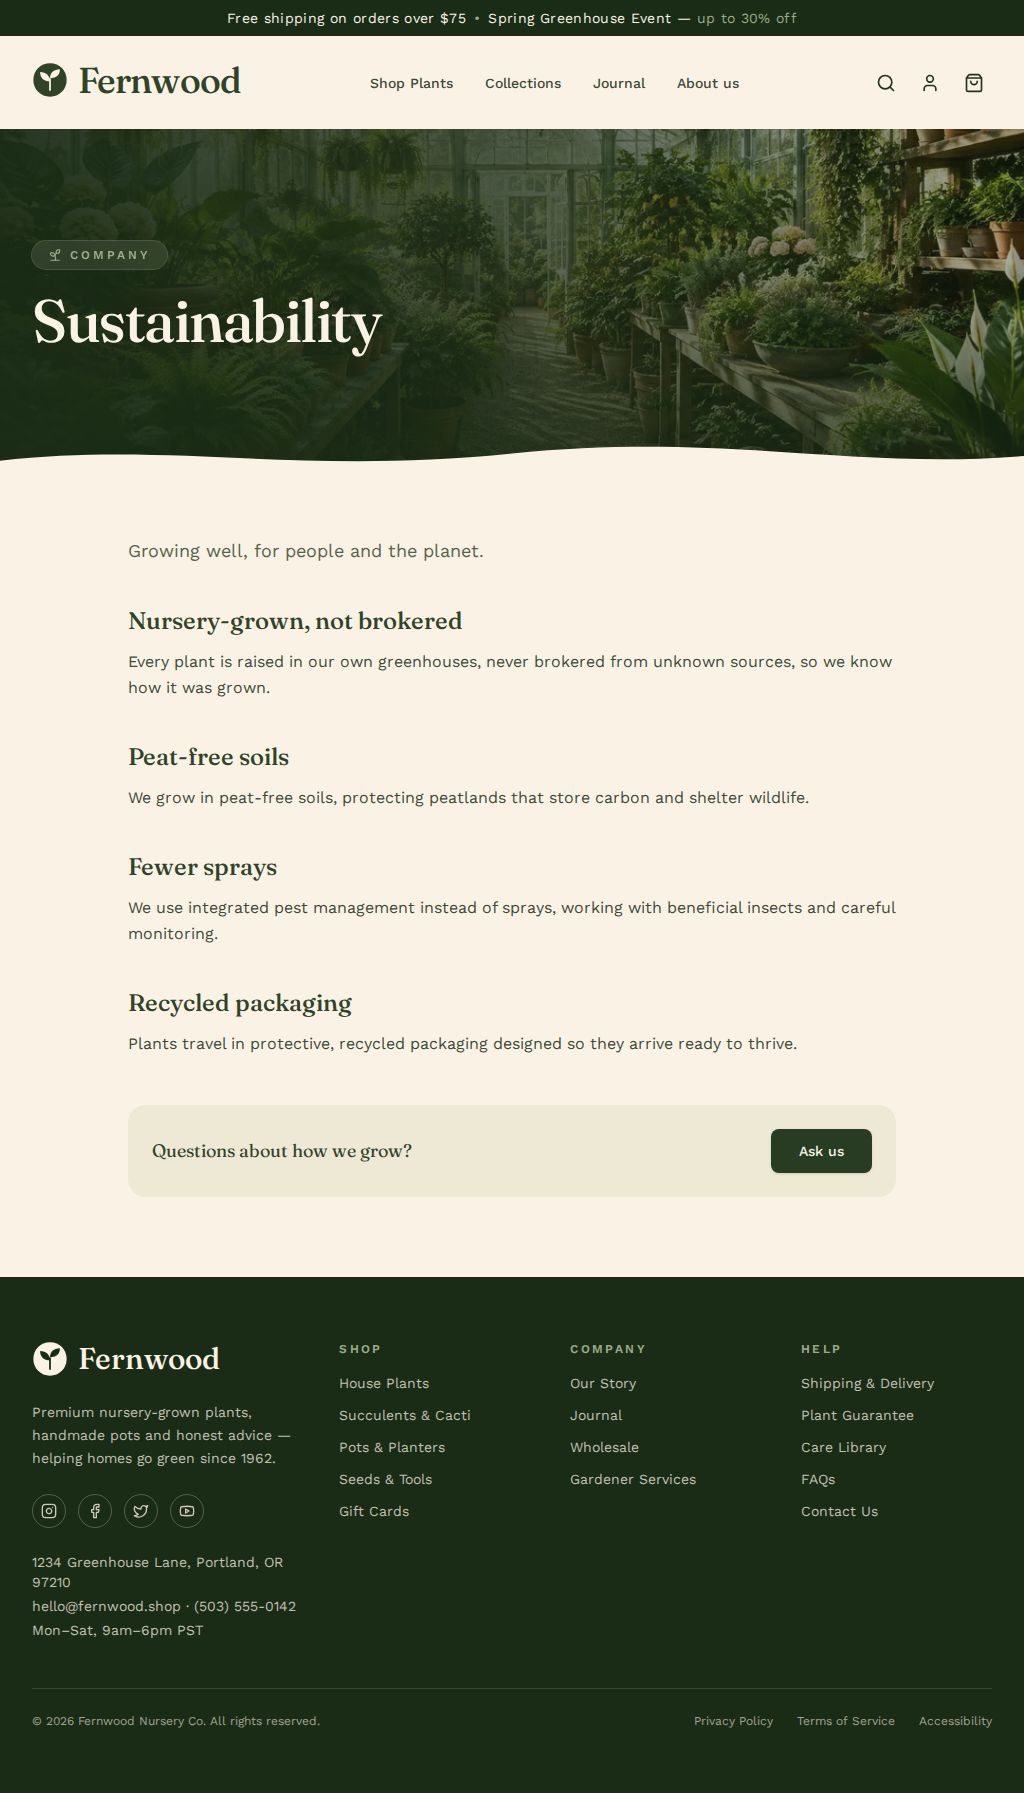 Free shipping on orders over $75 • Spring Greenhouse Event — up to 30% off
Fernwood
Shop Plants
Collections
Journal
About us
COMPANY
Sustainability
Growing well, for people and the planet.
Nursery-grown, not brokered
Every plant is raised in our own greenhouses, never brokered from unknown sources, so we know
how it was grown.
Peat-free soils
We grow in peat-free soils, protecting peatlands that store carbon and shelter wildlife.
Fewer sprays
We use integrated pest management instead of sprays, working with beneficial insects and careful
monitoring.
Recycled packaging
Plants travel in protective, recycled packaging designed so they arrive ready to thrive.
Questions about how we grow?
Ask us
Fernwood
Premium nursery-grown plants,
handmade pots and honest advice —
helping homes go green since 1962.
1234 Greenhouse Lane, Portland, OR
97210
hello@fernwood.shop · (503) 555-0142
Mon–Sat, 9am–6pm PST
SHOP
House Plants
Succulents & Cacti
Pots & Planters
Seeds & Tools
Gift Cards
COMPANY
Our Story
Journal
Wholesale
Gardener Services
HELP
Shipping & Delivery
Plant Guarantee
Care Library
FAQs
Contact Us
© 2026 Fernwood Nursery Co. All rights reserved.
Privacy Policy
Terms of Service
Accessibility